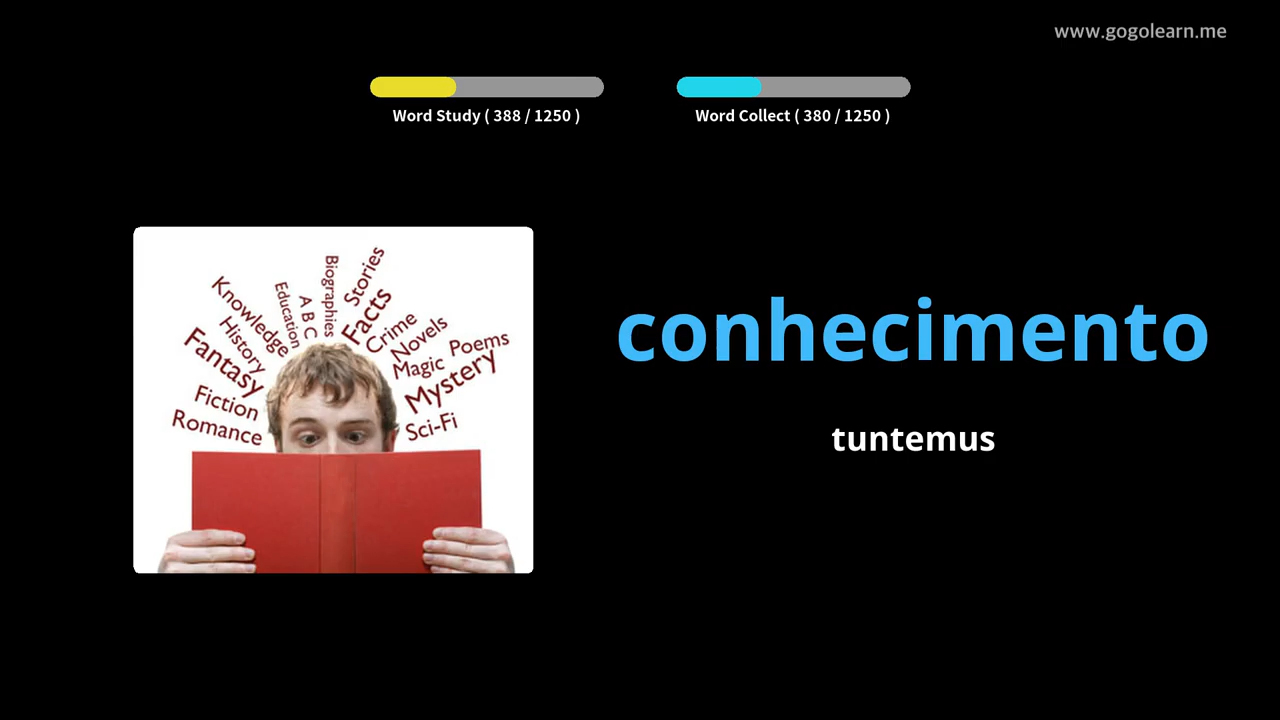 www.gogolearn.me
Word Study ( 388 / 1250 )
Word Collect ( 380 / 1250 )
Knowledge
Education
A B C
Biographies
Stories
Facts
Crime
Novels
Poems
History
Fantasy
Magic
Mystery
Fiction
Romance
Sci-Fi
conhecimento
tuntemus